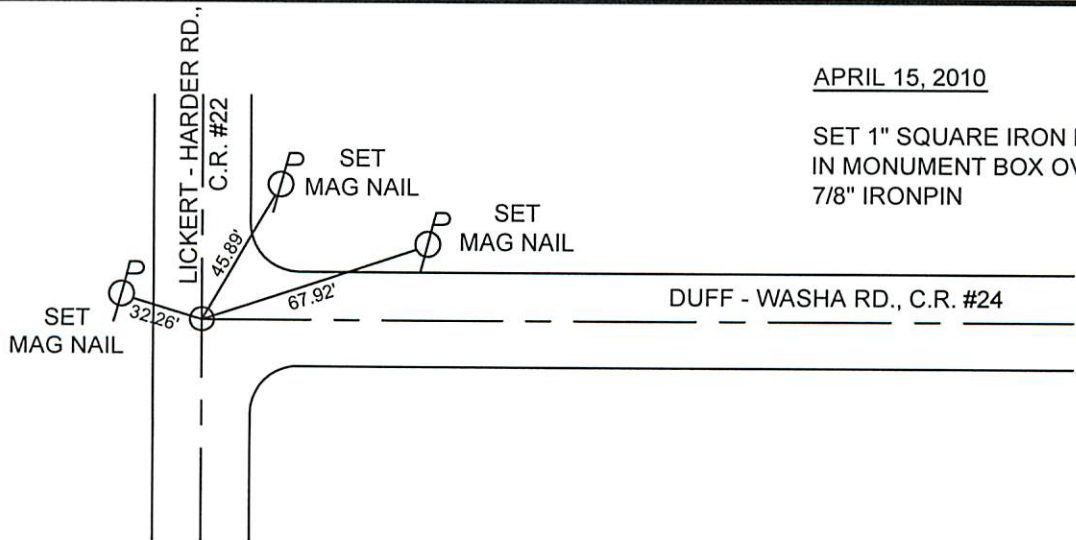 LICKERT - HARDER RD.,
C.R. #22
APRIL 15, 2010
SET 1" SQUARE IRON
IN MONUMENT BOX
7/8" IRONPIN
SET
MAG NAIL
SET
MAG NAIL
45.89'
67.92'
DUFF - WASHA RD., C.R. #24
32.26'
SET
MAG NAIL